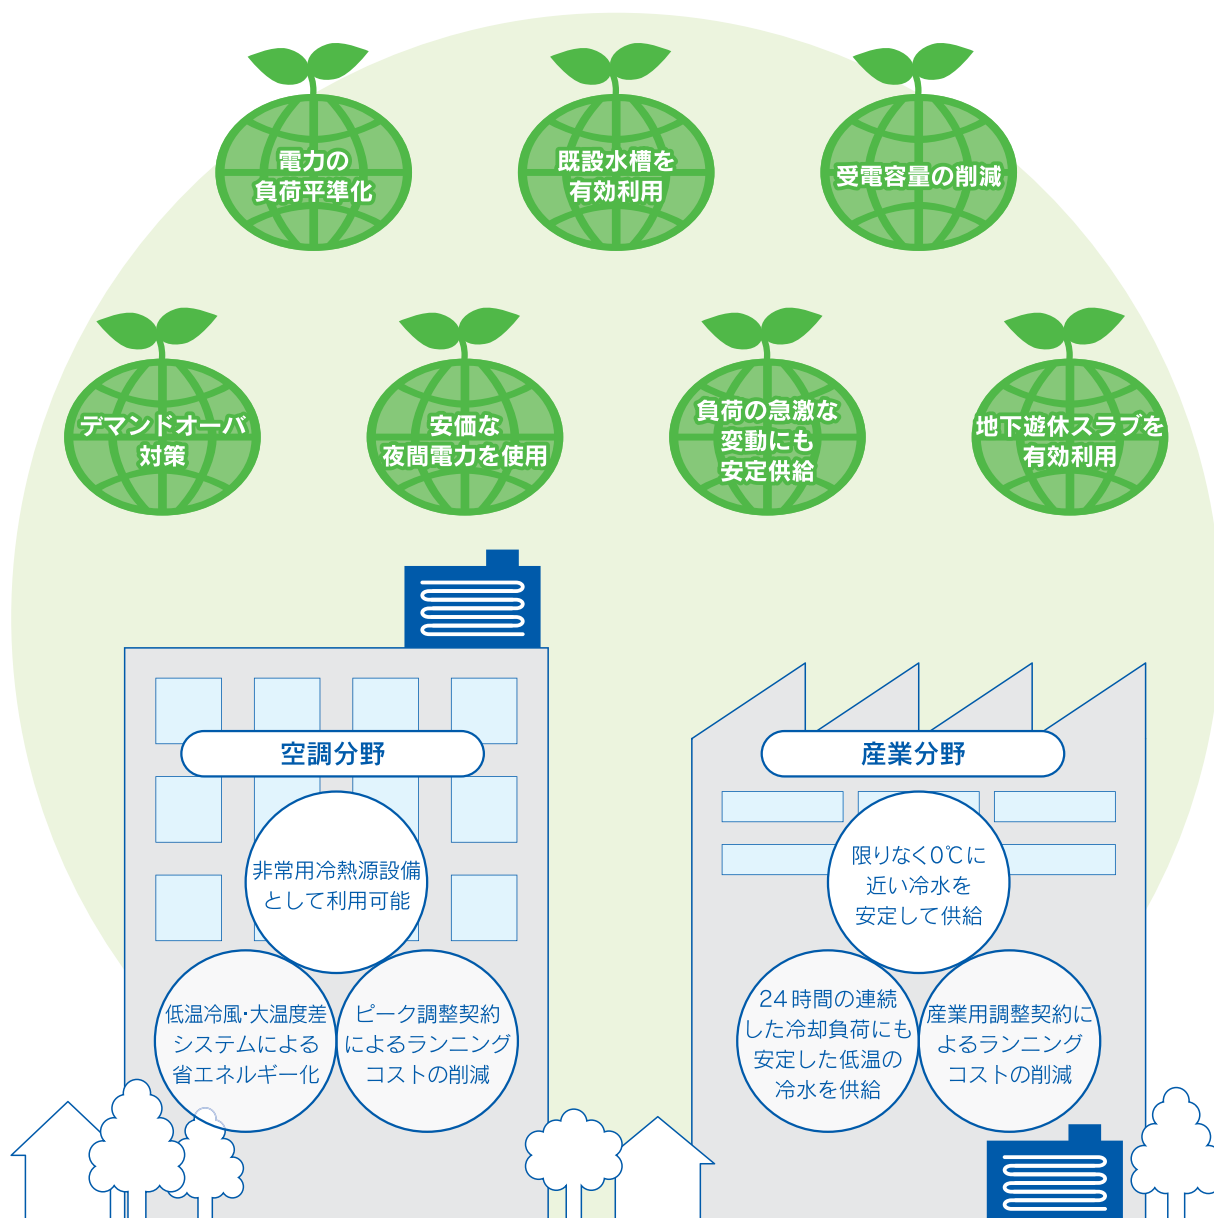 電力の
負荷平準化
既設水槽を
有効利用
受電容量の削減
デマンドオーバ
対策
安価な
夜間電力を使用
負荷の急激な
変動にも
安定供給
地下遊休スラブを
有効利用
空調分野
非常用冷熱源設備
として利用可能
低温冷風・大温度差
システムによる
省エネルギー化
ピーク調整契約
によるランニング
コストの削減
産業分野
限りなく0℃に
近い冷水を
安定して供給
24時間の連続
した冷却負荷にも
安定した低温の
冷水を供給
産業用調整契約に
よるランニング
コストの削減